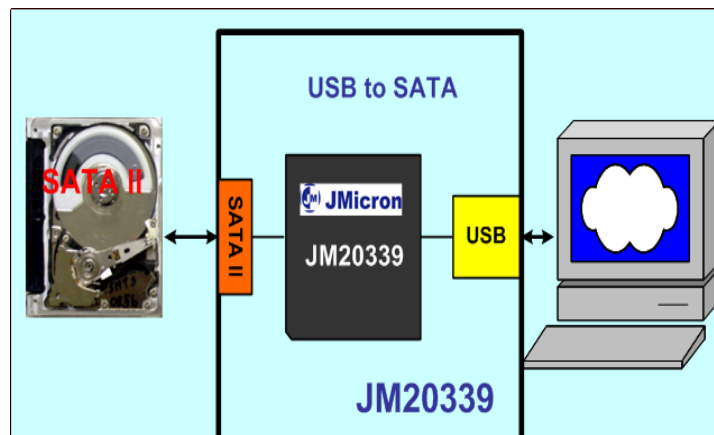 USB to SATA
SATA II
SATA II
JMicron
JM20339
USB
JM20339